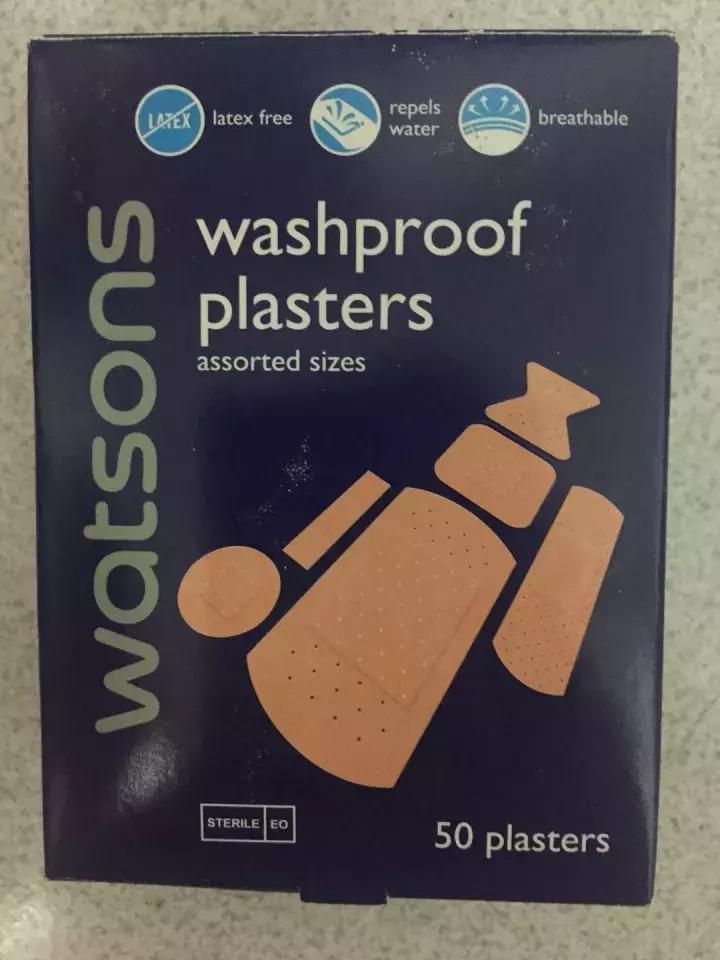 LATEX
latex free
repels
water
breathable
watsons
washproof
plasters
assorted sizes
STERILE EO
50 plasters